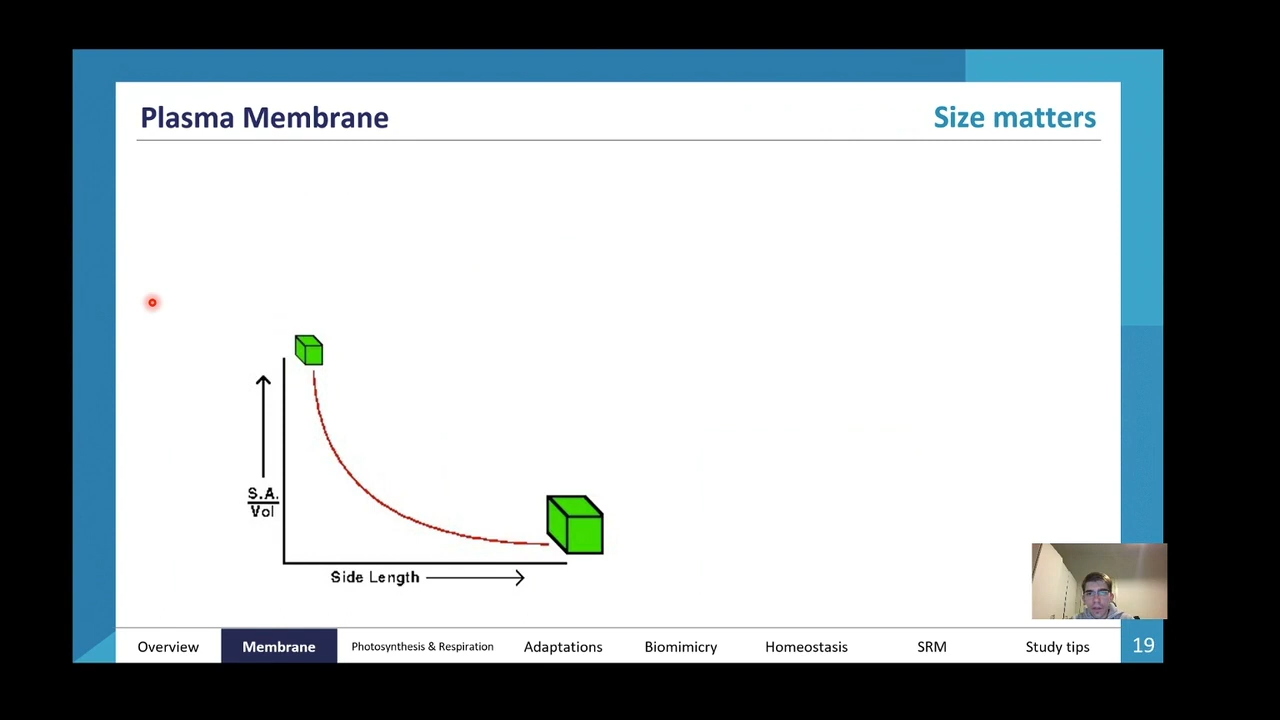 Plasma Membrane
Size matters
S.A.
Vol
Side Length
Overview
Membrane
Photosynthesis & Respiration
Adaptations
Biomimicry
Homeostasis
SRM
Study tips
19